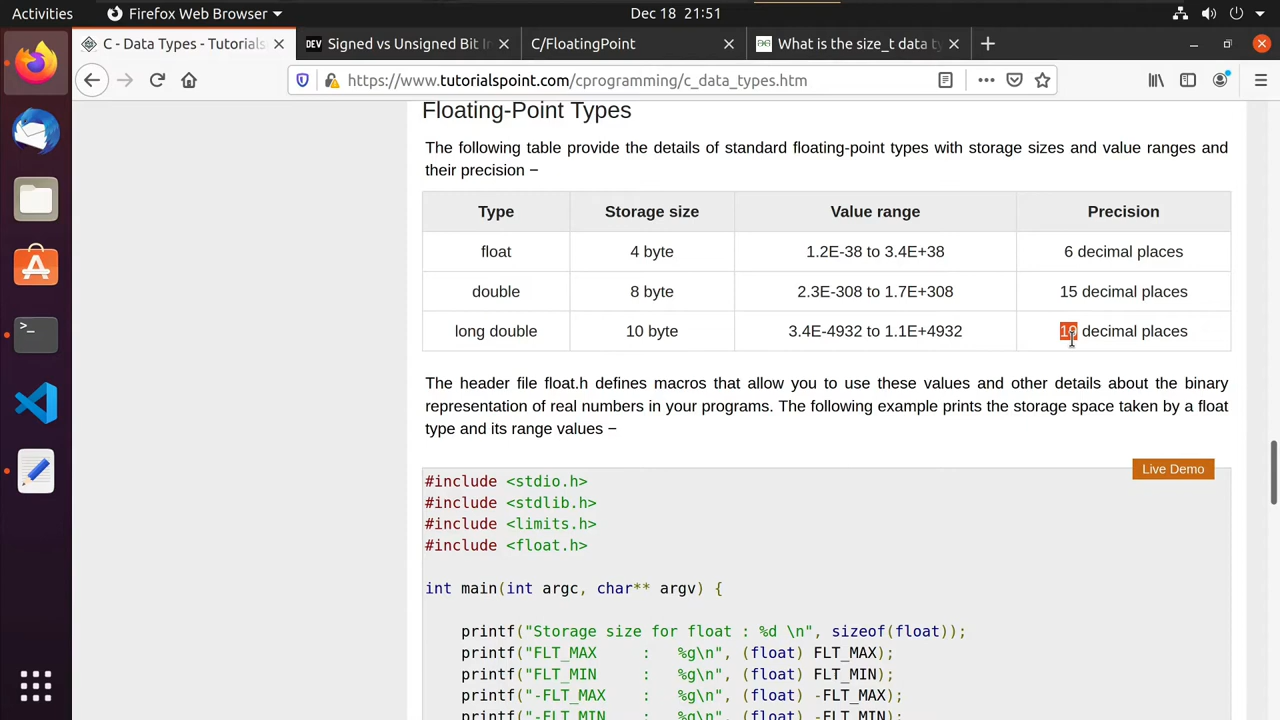 Activities Firefox Web Browser Dec 18 21:51
C - Data Types - Tutorials DEV Signed vs Unsigned Bit In C/FloatingPoint What is the size_t data ty
https://www.tutorialspoint.com/cprogramming/c_data_types.htm
Floating-Point Types
The following table provide the details of standard floating-point types with storage sizes and value ranges and
their precision −
Type Storage size Value range Precision
float 4 byte 1.2E-38 to 3.4E+38 6 decimal places
double 8 byte 2.3E-308 to 1.7E+308 15 decimal places
long double 10 byte 3.4E-4932 to 1.1E+4932 19 decimal places
The header file float.h defines macros that allow you to use these values and other details about the binary
representation of real numbers in your programs. The following example prints the storage space taken by a float
type and its range values −
Live Demo
#include <stdio.h>
#include <stdlib.h>
#include <limits.h>
#include <float.h>
int main(int argc, char** argv) {
printf("Storage size for float : %d \n", sizeof(float));
printf("FLT_MAX     :   %g\n", (float) FLT_MAX);
printf("FLT_MIN     :   %g\n", (float) FLT_MIN);
printf("-FLT_MAX    :   %g\n", (float) -FLT_MAX);
printf("-FLT_MIN    :   %g\n", (float) -FLT_MIN);